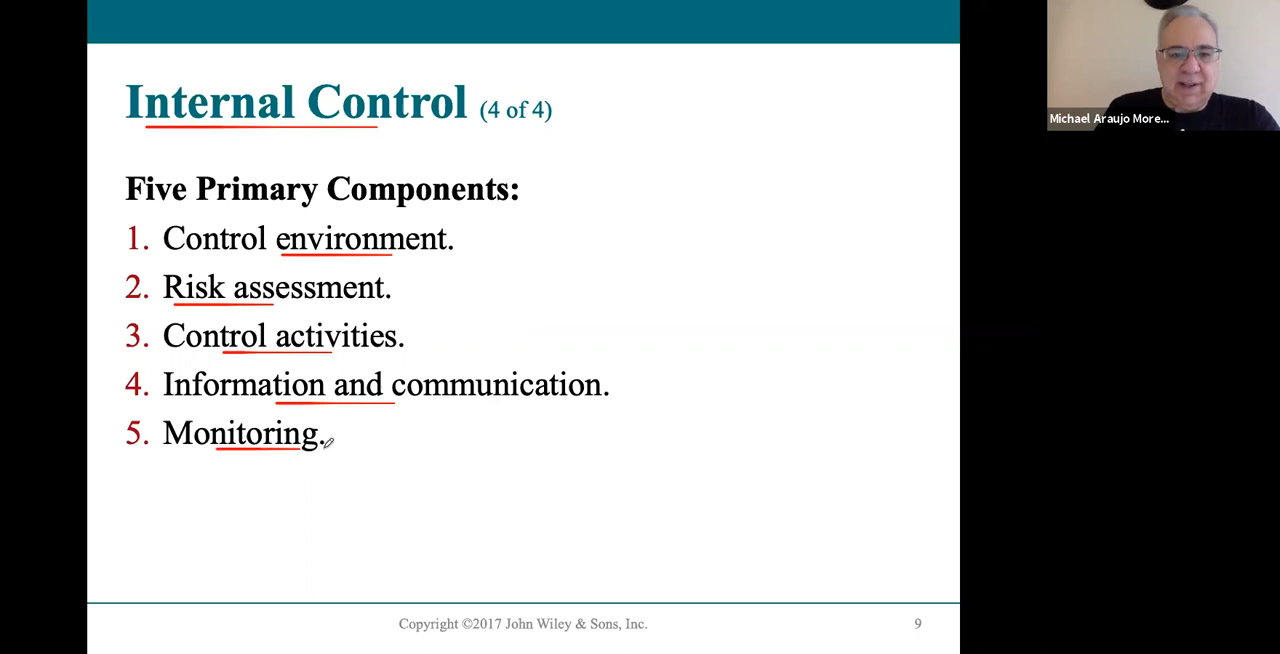 Internal Control (4 of 4)
Michael Araujo More...
Five Primary Components:
1. Control environment.
2. Risk assessment.
3. Control activities.
4. Information and communication.
5. Monitoring.
Copyright ©2017 John Wiley & Sons, Inc.
9